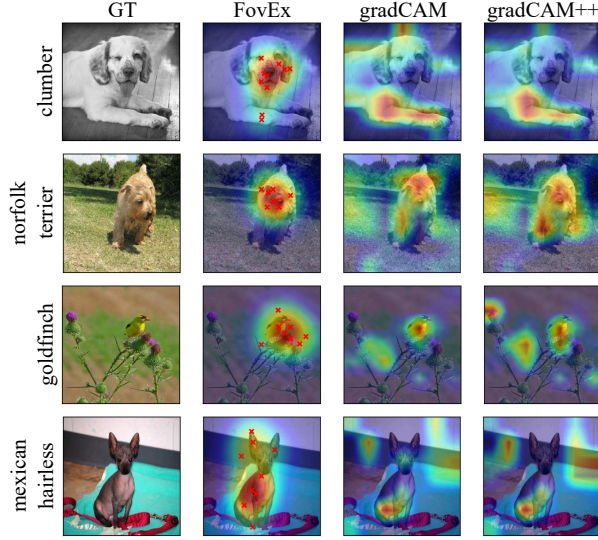 GT FovEx gradCAM gradCAM++
clumber
norfolk
terrier
goldfinch
mexican
hairless